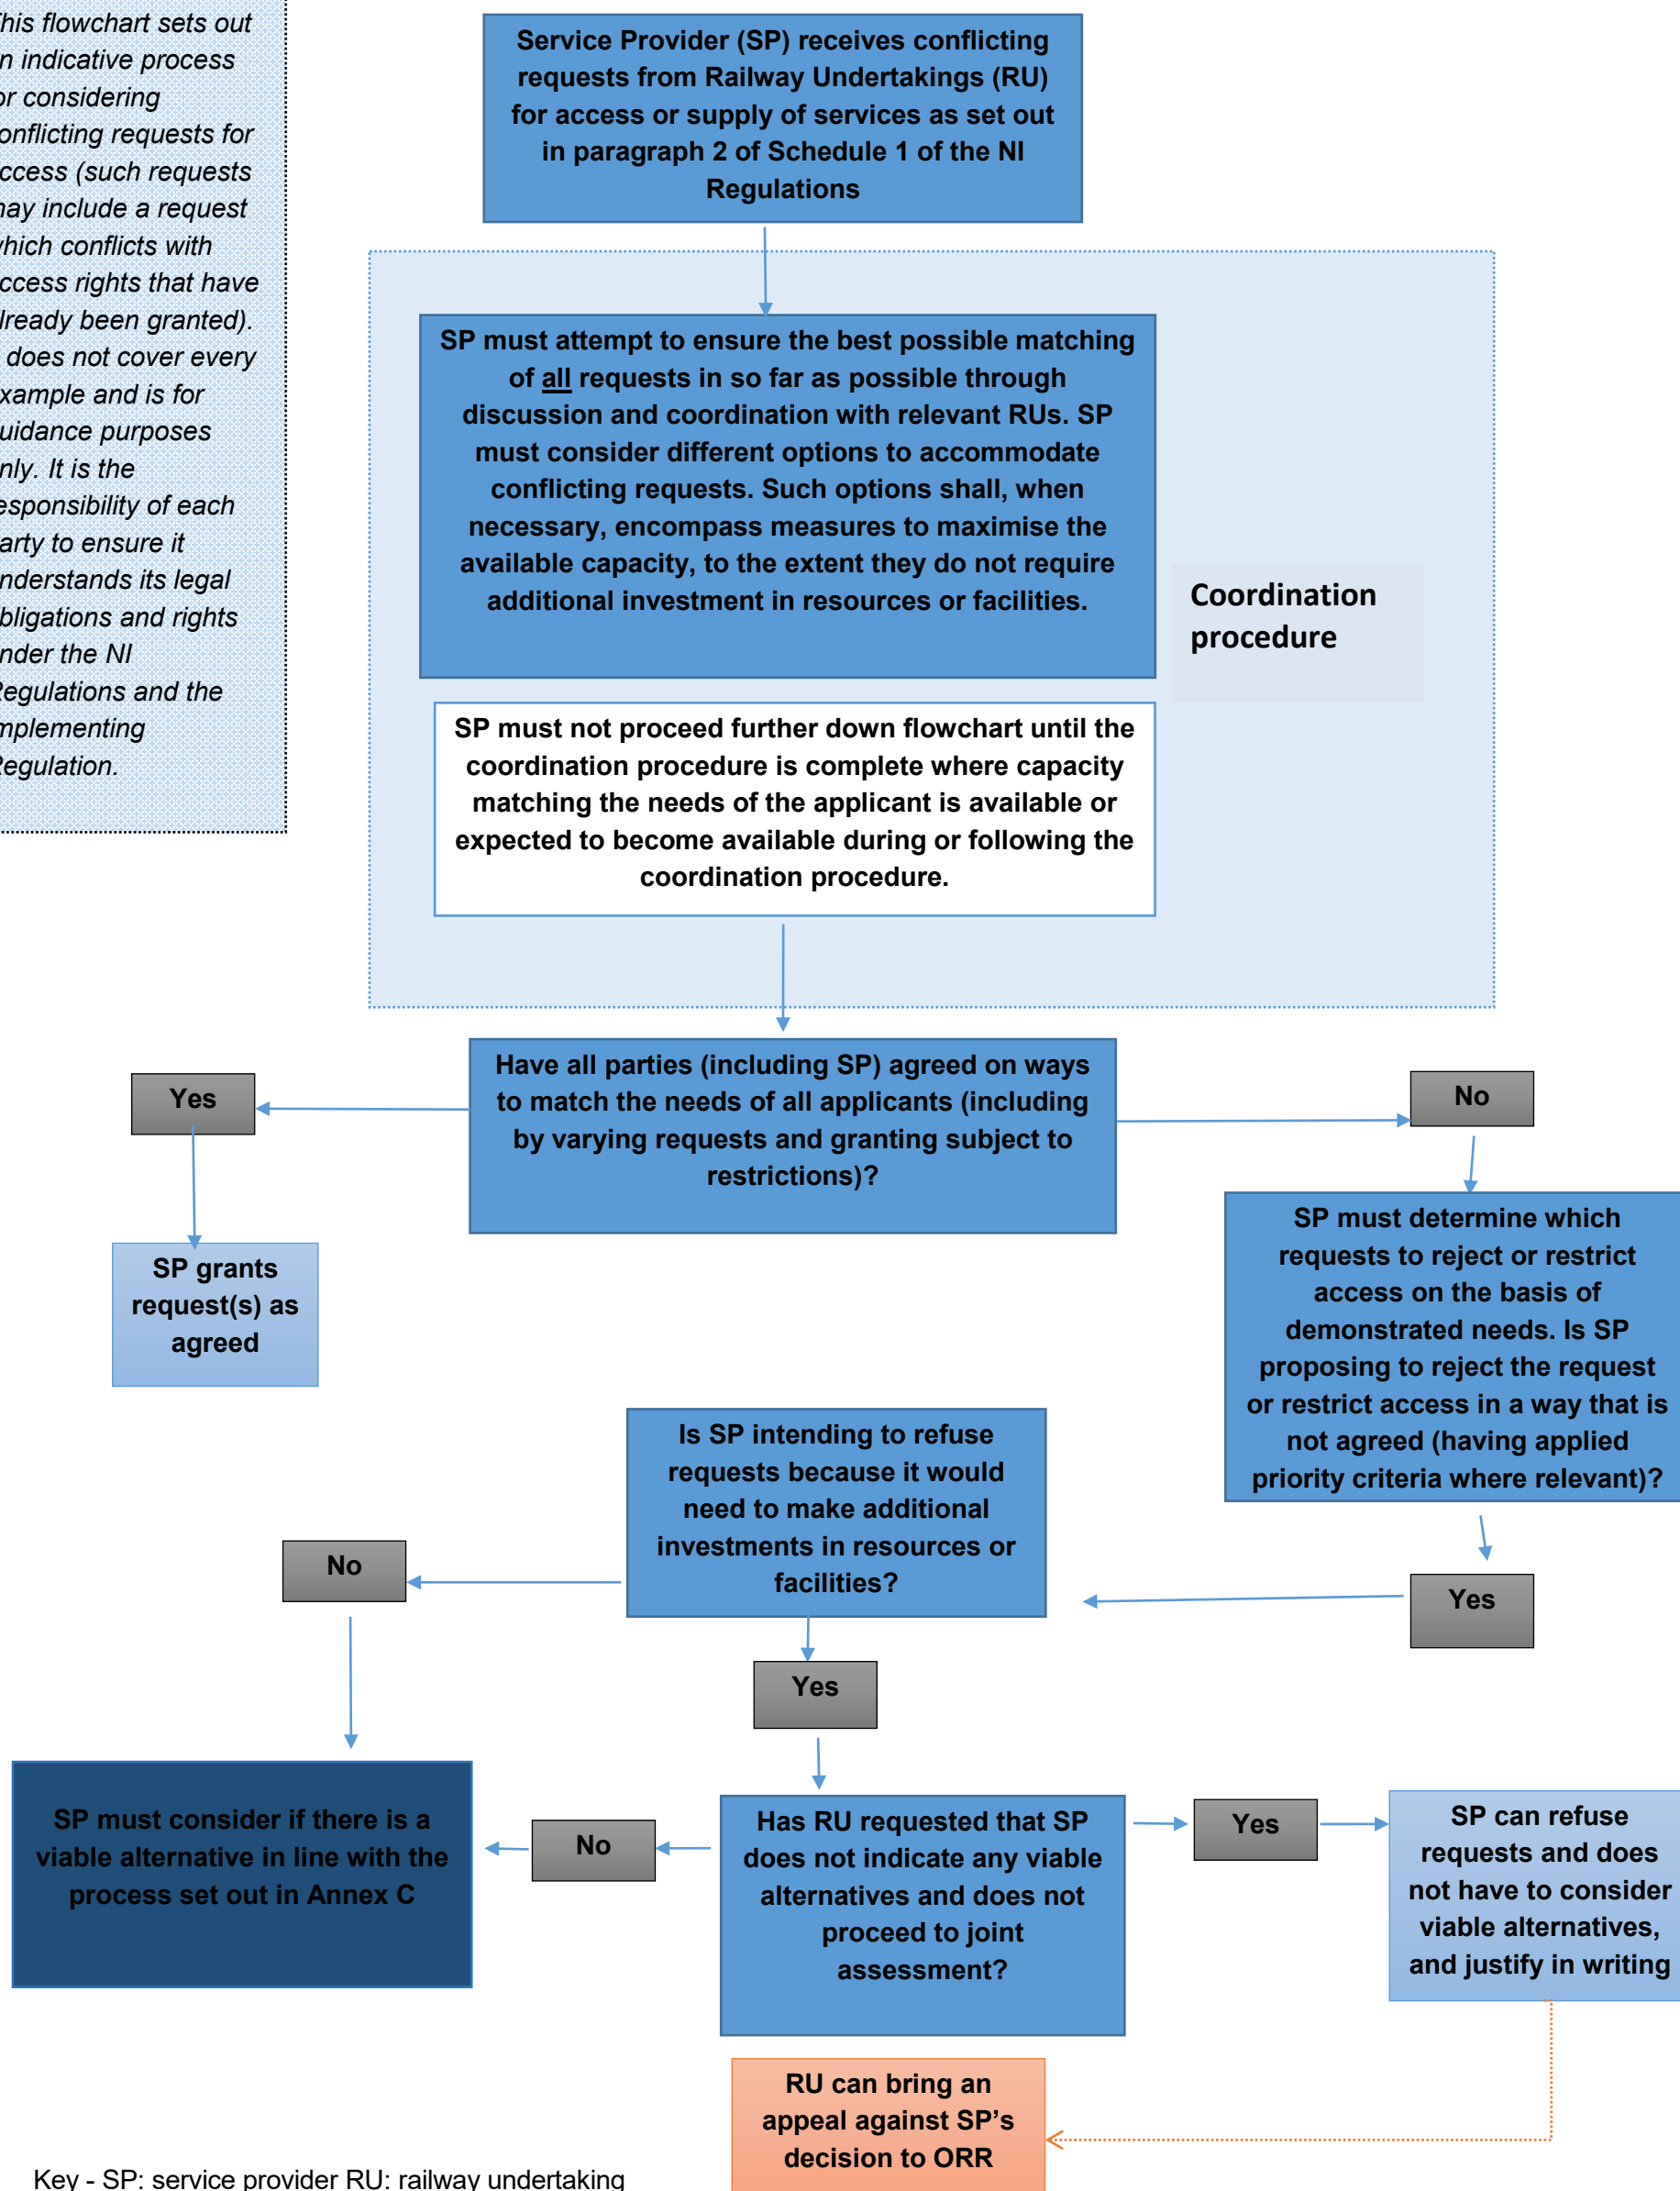 This flowchart sets out
n indicative process
or considering
onflicting requests for
ccess (such requests
may include a request
which conflicts with
ccess rights that have
lready been granted).
does not cover every
xample and is for
uidance purposes
nly. It is the
esponsibility of each
arty to ensure it
nderstands its legal
bligations and rights
nder the NI
Regulations and the
mplementing
Regulation.
Service Provider (SP) receives conflicting
requests from Railway Undertakings (RU)
for access or supply of services as set out
in paragraph 2 of Schedule 1 of the NI
Regulations
SP must attempt to ensure the best possible matching
of all requests in so far as possible through
discussion and coordination with relevant RUs. SP
must consider different options to accommodate
conflicting requests. Such options shall, when
necessary, encompass measures to maximise the
available capacity, to the extent they do not require
additional investment in resources or facilities.
Coordination
procedure
SP must not proceed further down flowchart until the
coordination procedure is complete where capacity
matching the needs of the applicant is available or
expected to become available during or following the
coordination procedure.
Have all parties (including SP) agreed on ways
to match the needs of all applicants (including
by varying requests and granting subject to
restrictions)?
Yes
No
SP grants
request(s) as
agreed
SP must determine which
requests to reject or restrict
access on the basis of
demonstrated needs. Is SP
proposing to reject the request
or restrict access in a way that is
not agreed (having applied
priority criteria where relevant)?
Yes
Is SP intending to refuse
requests because it would
need to make additional
investments in resources or
facilities?
No
Yes
SP must consider if there is a
viable alternative in line with the
process set out in Annex C
No
Has RU requested that SP
does not indicate any viable
alternatives and does not
proceed to joint
assessment?
Yes
SP can refuse
requests and does
not have to consider
viable alternatives,
and justify in writing
RU can bring an
appeal against SP's
decision to ORR
Key - SP: service provider RU: railway undertaking